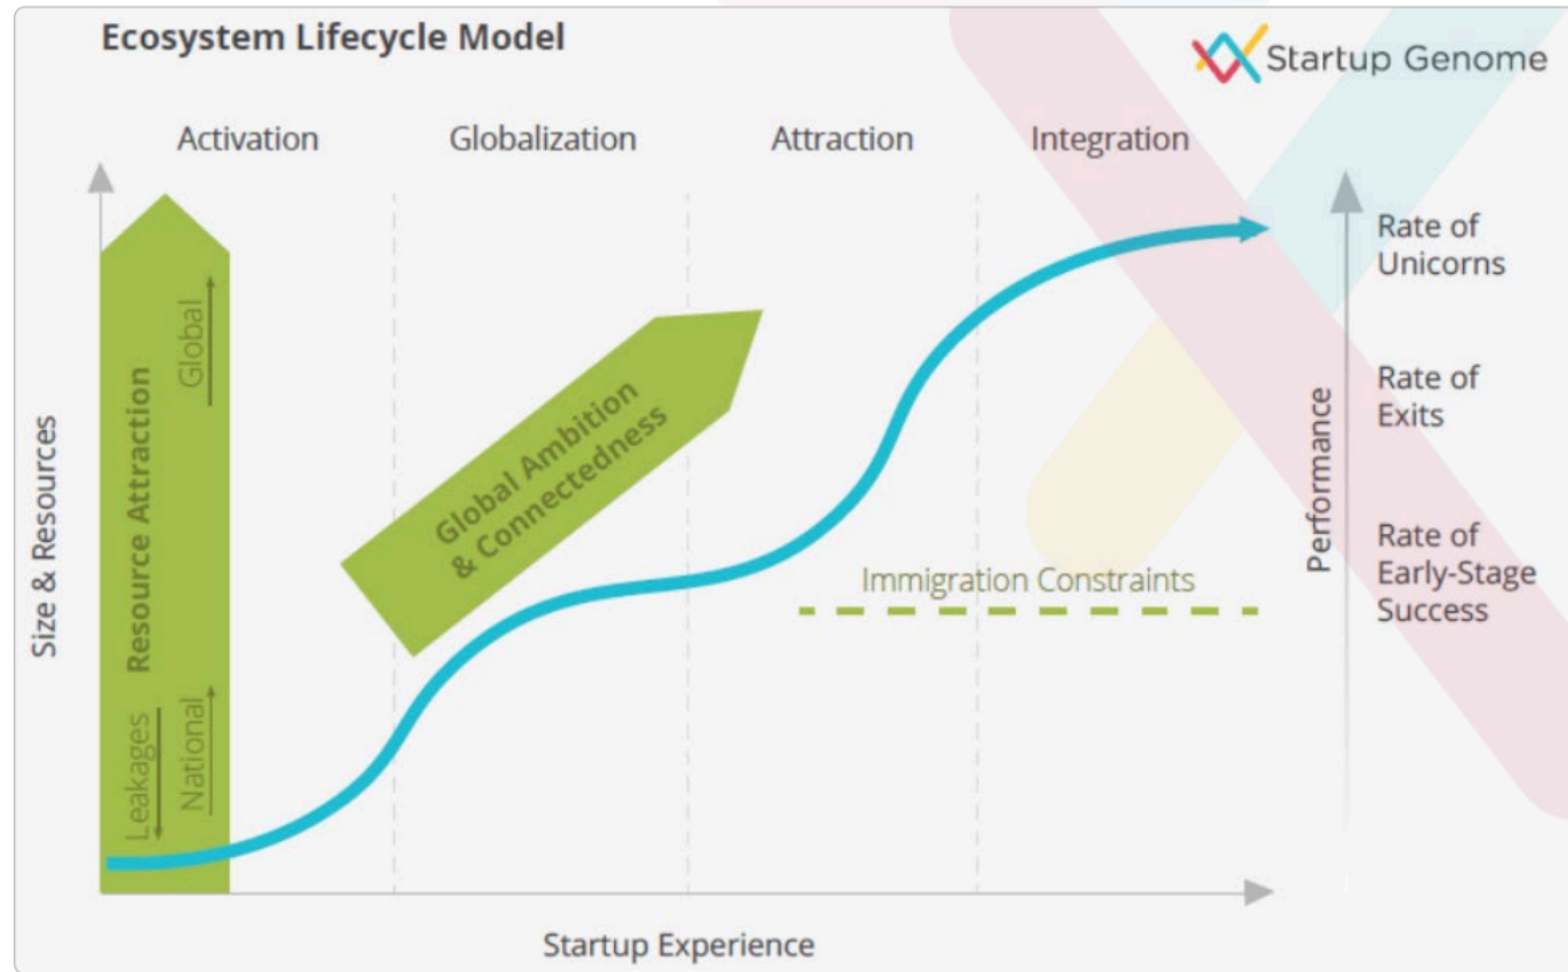 Ecosystem Lifecycle Model
Startup Genome
Activation
Globalization
Attraction
Integration
Size & Resources
Resource Attraction
Leakages
National
Global
Global Ambition
& Connectedness
Immigration Constraints
Performance
Rate of
Unicorns
Rate of
Exits
Rate of
Early-Stage
Success
Startup Experience